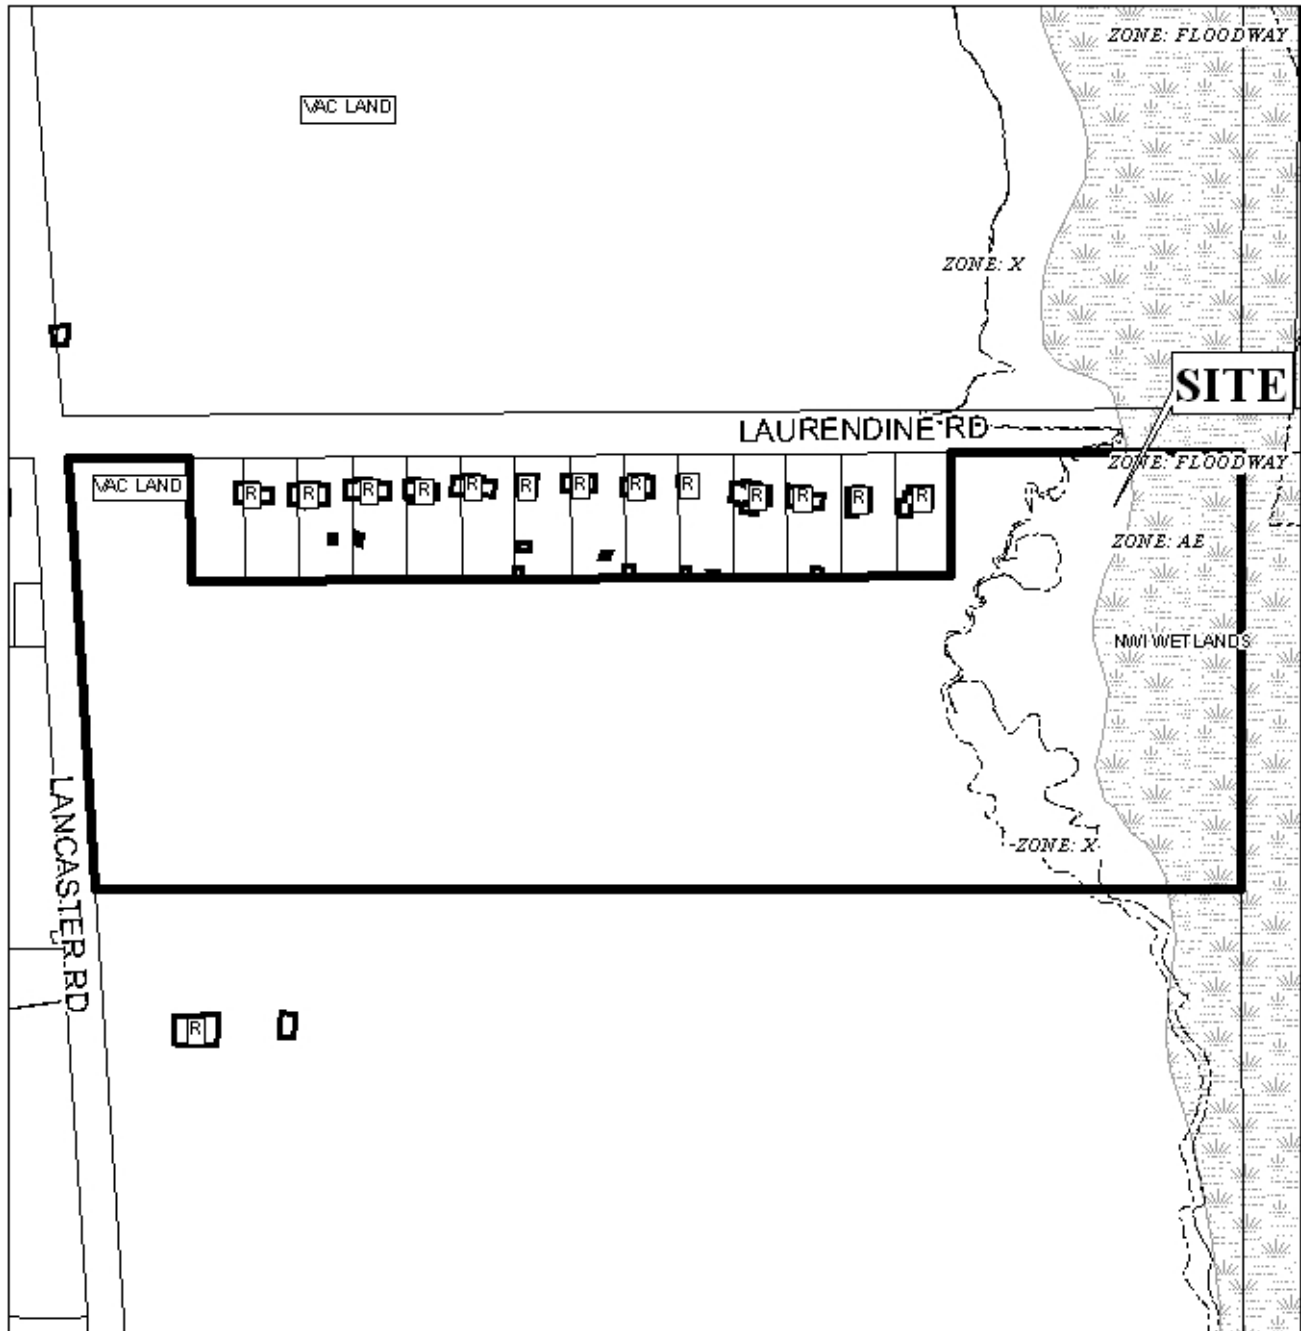 ZONE: FLOODWAY
VAC LAND
ZONE: X
SITE
LAURENDINE RD
ZONE: FLOODWAY
VAC LAND
R R R R R R R R R R R R R
ZONE: AE
NWI WETLANDS
LANCASTER RD
ZONE: X
R